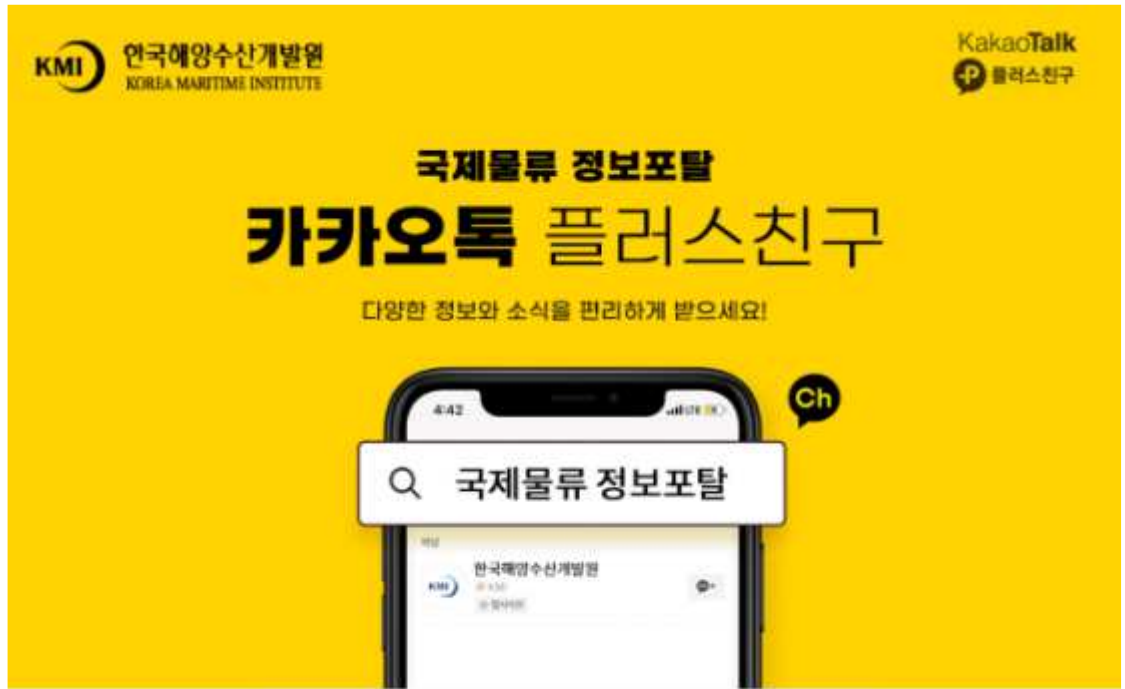 KMI 한국해양수산개발원
KOREA MARITIME INSTITUTE
KakaoTalk
플러스친구
국제물류 정보포탈
카카오톡 플러스친구
다양한 정보와 소식을 편리하게 받으세요!
Ch
4:42
LTE
국제물류 정보포탈
채널
한국해양수산개발원
KMI